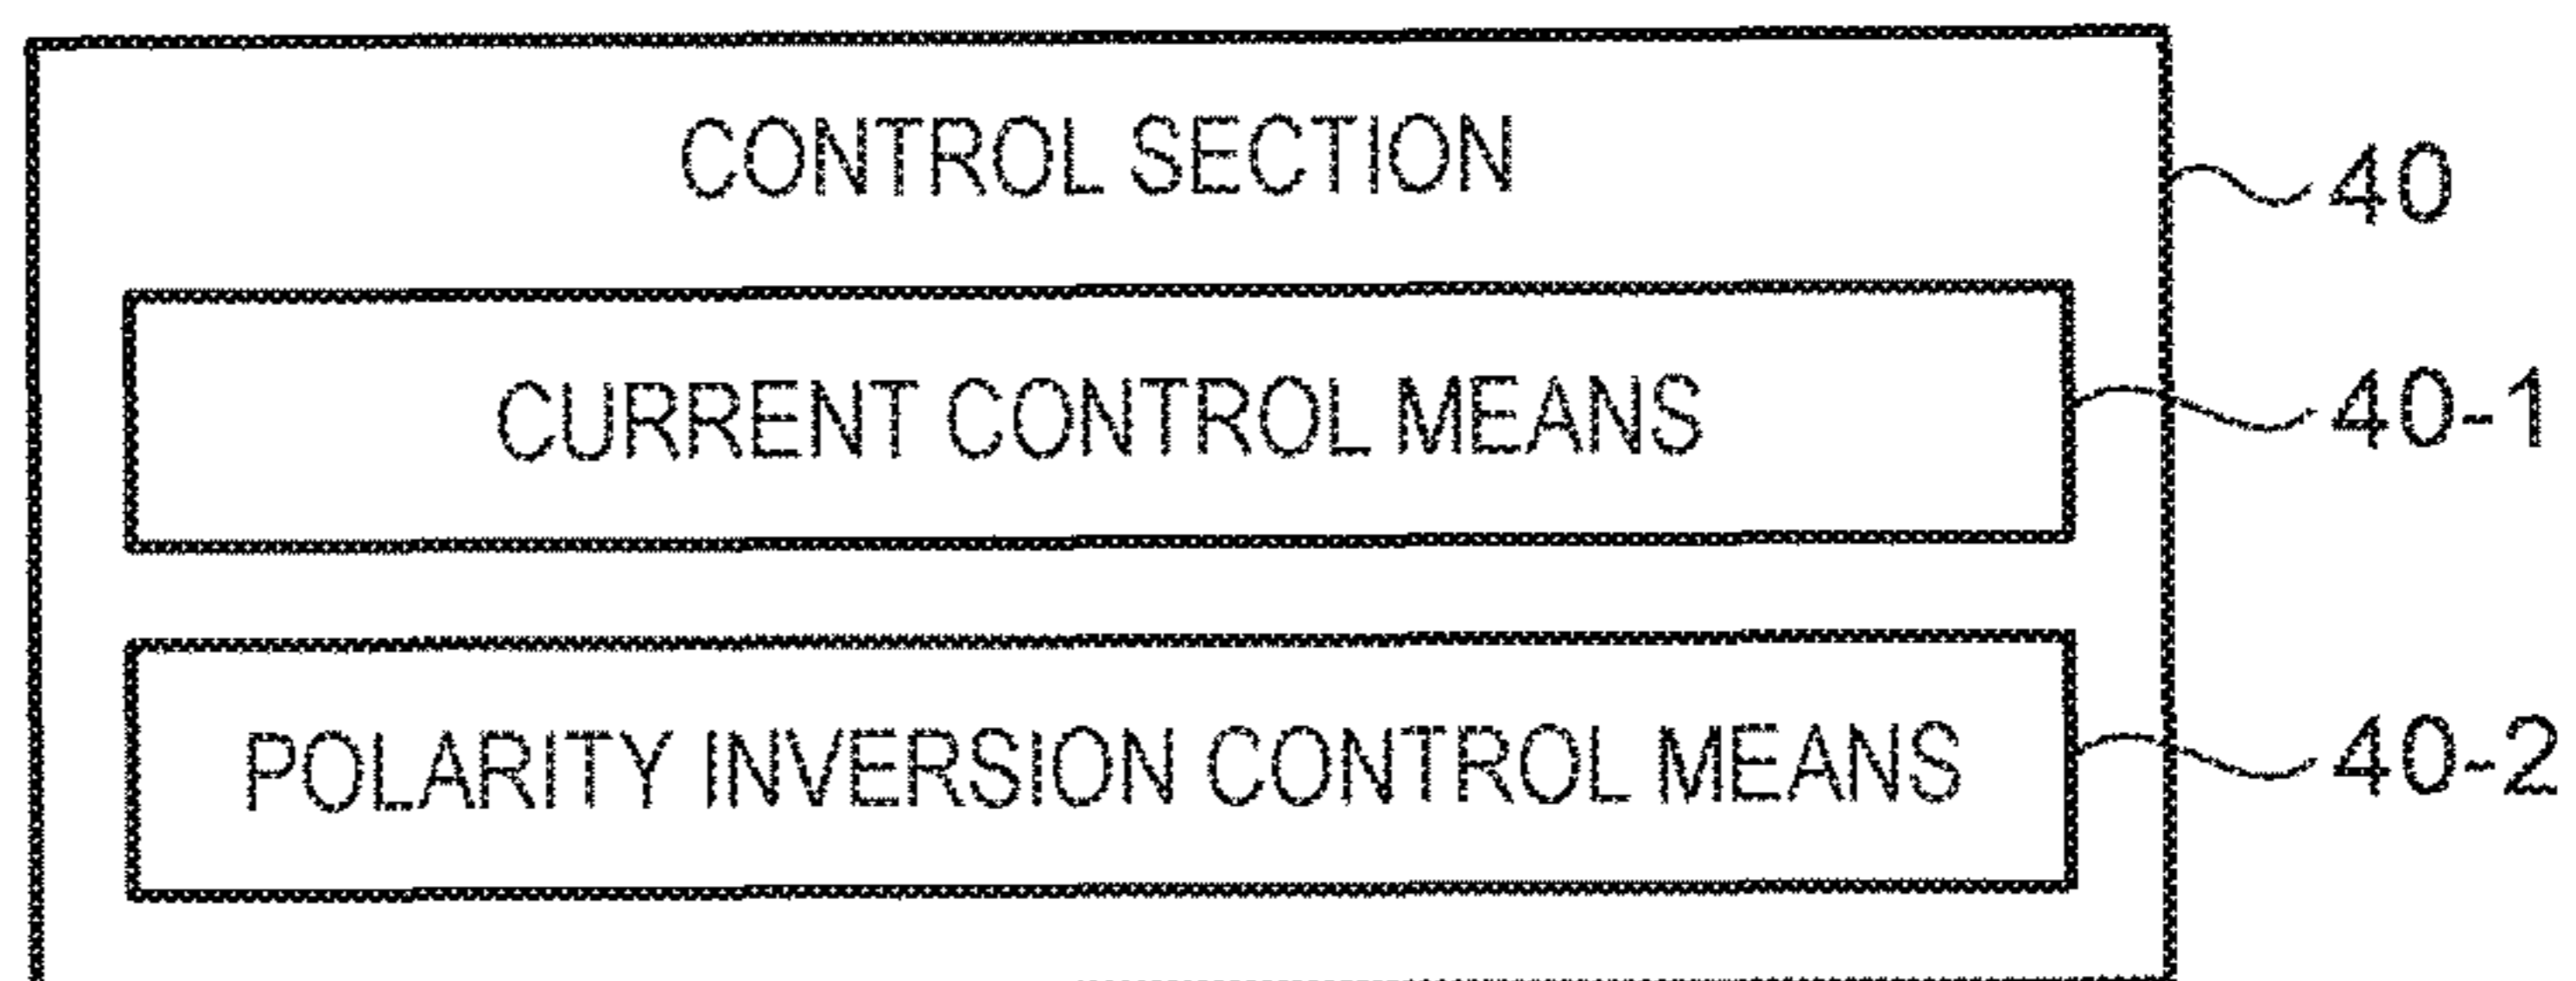 CONTROL SECTION
40
CURRENT CONTROL MEANS
40-1
POLARITY INVERSION CONTROL MEANS
40-2